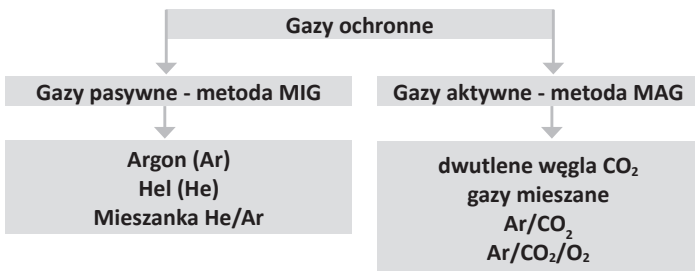 Gazy ochronne
Gazy pasywne - metoda MIG
Argon (Ar)
Hel (He)
Mieszanka He/Ar
Gazy aktywne - metoda MAG
dwutlene węgla CO₂
gazy mieszane
Ar/CO₂
Ar/CO₂/O₂